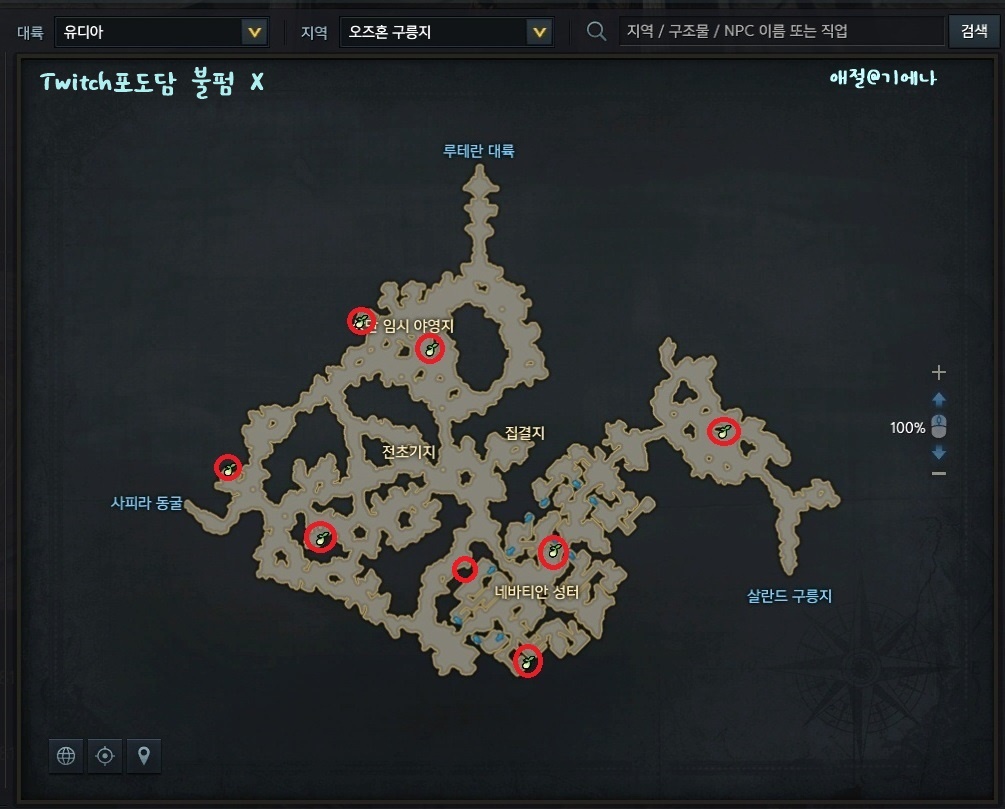 대륙 유디아 지역 오즈혼 구릉지 지역 / 구조물 / NPC 이름 또는 직업 검색
Twitch포도담 불펌 X 애절@기에나
루테란 대륙
임시 야영지
집결지
100%
전초기지
사피라 동굴
네바티안 성터
살란드 구릉지